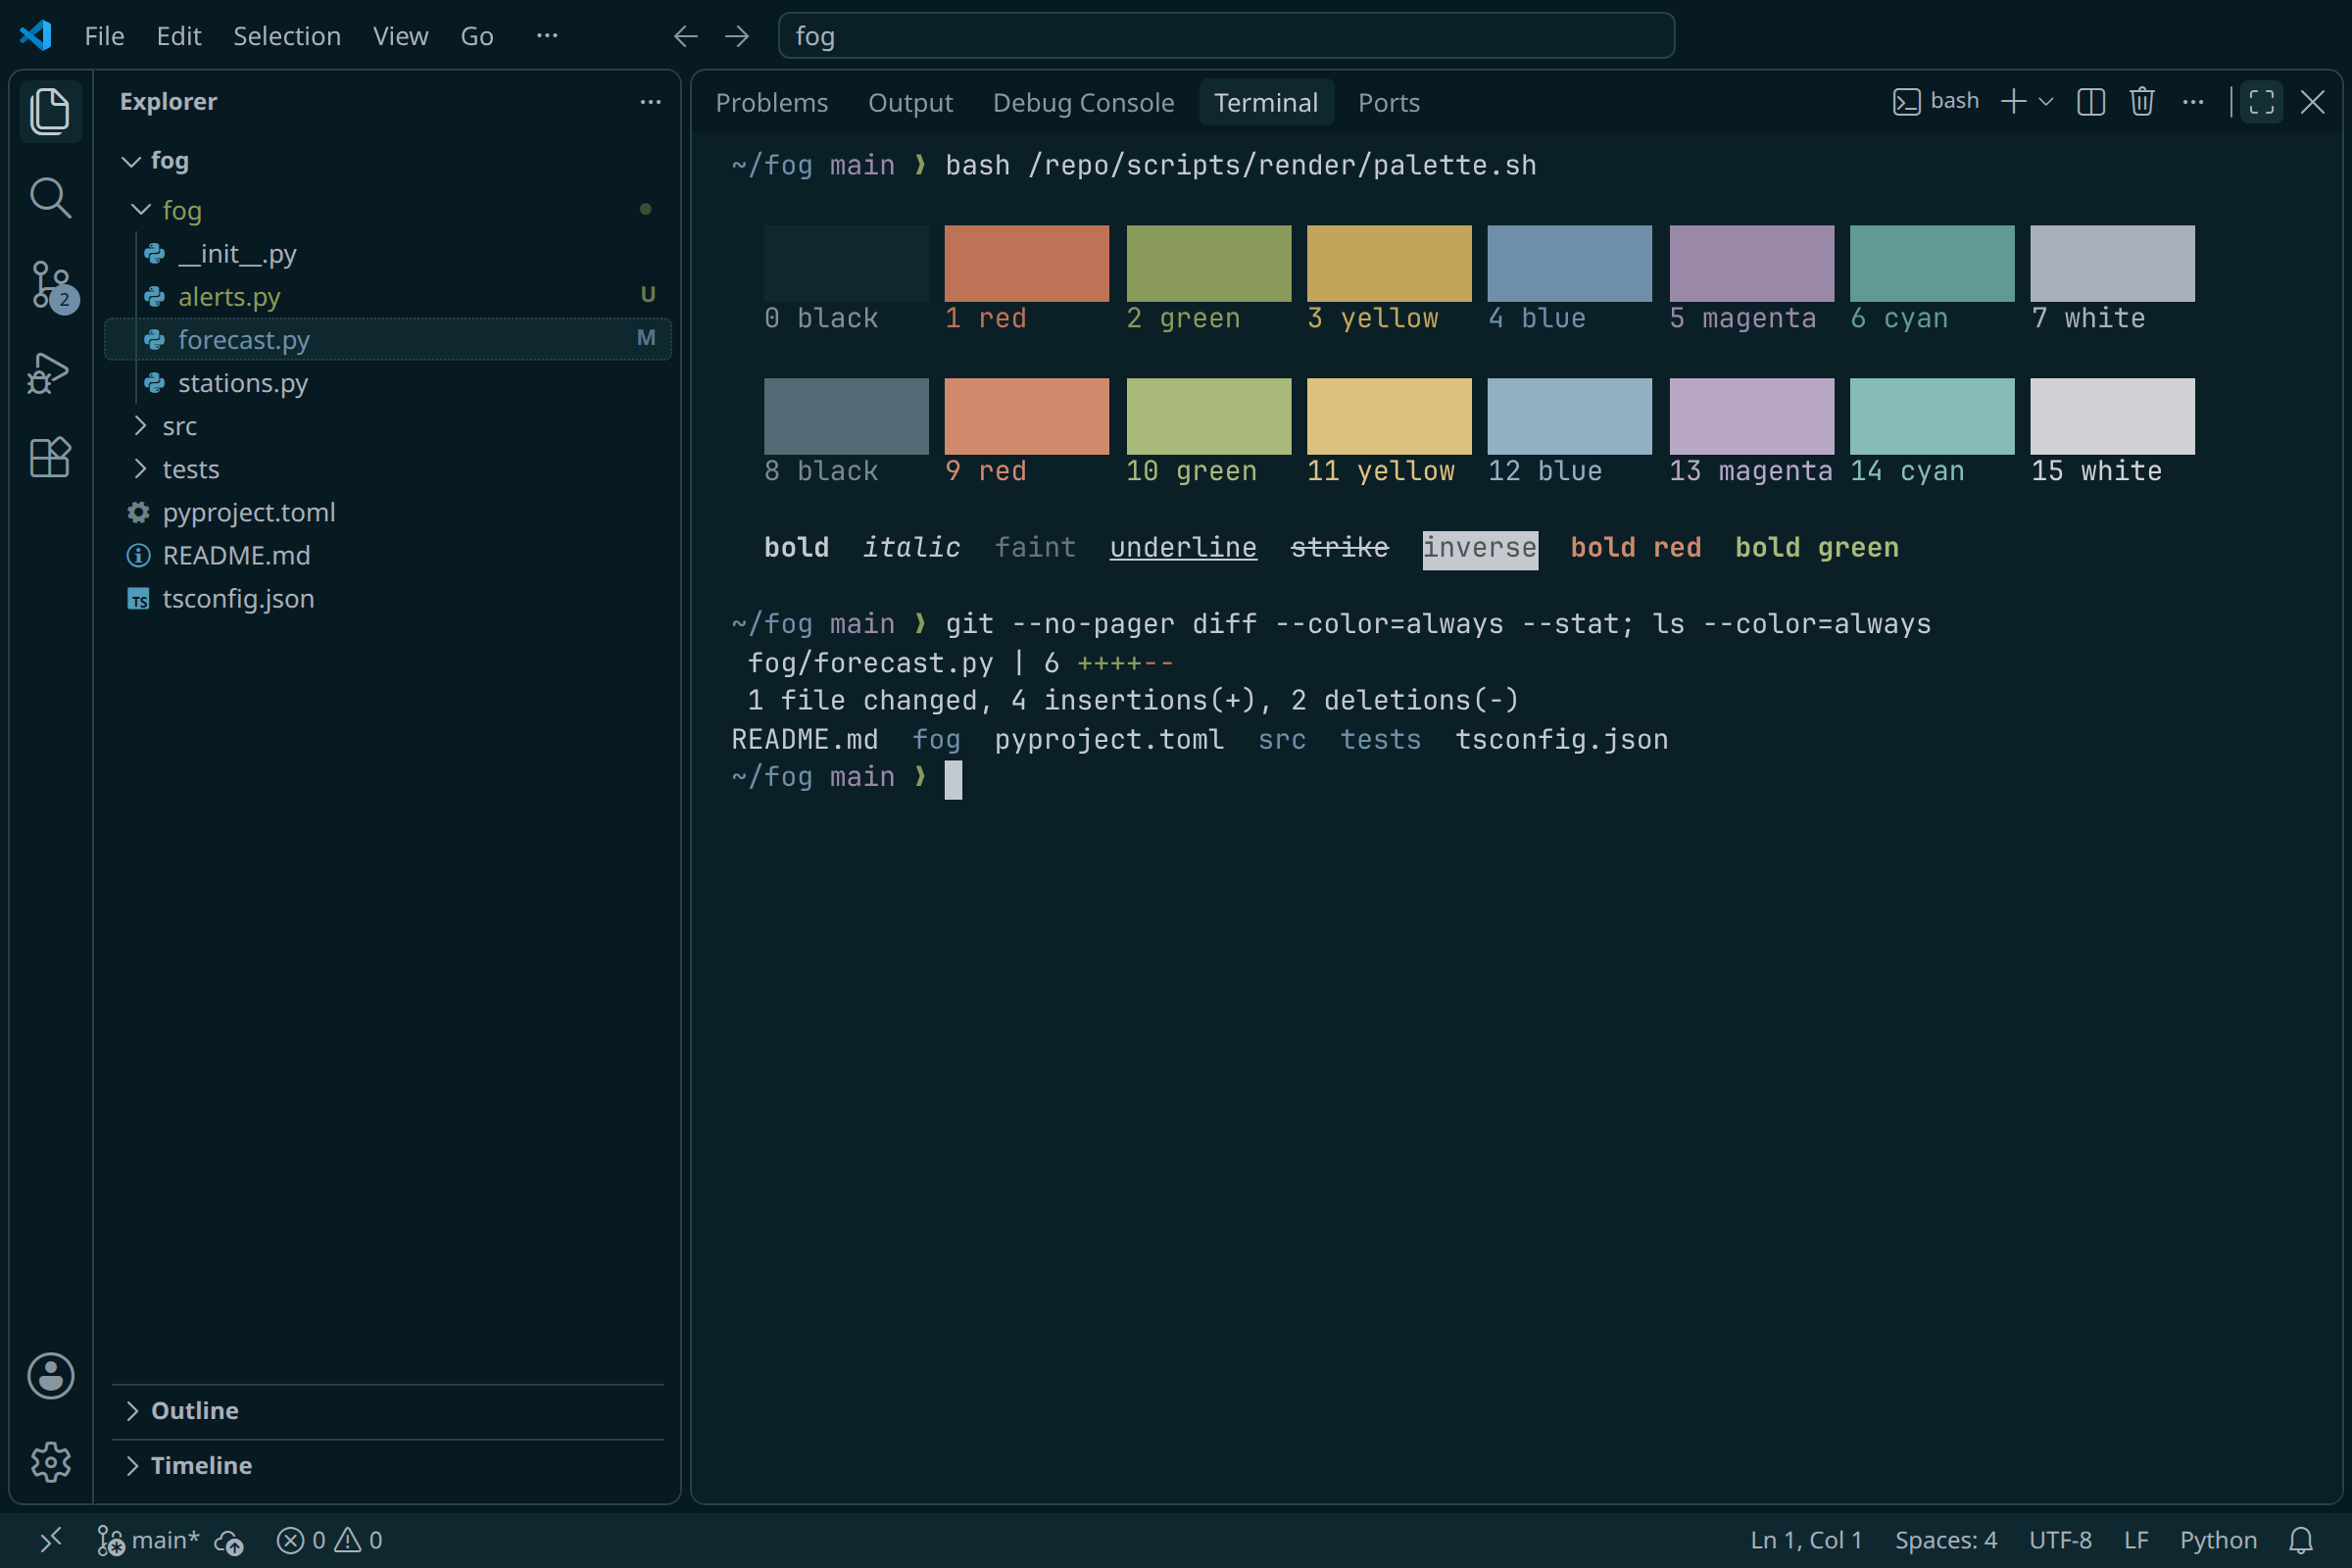 File Edit Selection View Go ··· fog
Explorer ···
fog
fog
__init__.py
alerts.py U
forecast.py M
stations.py
src
tests
pyproject.toml
README.md
TS tsconfig.json
2
Outline
Timeline
Problems Output Debug Console Terminal Ports bash ···
~/fog main ❯ bash /repo/scripts/render/palette.sh
0 black 1 red 2 green 3 yellow 4 blue 5 magenta 6 cyan 7 white
8 black 9 red 10 green 11 yellow 12 blue 13 magenta 14 cyan 15 white
bold italic faint underline strike inverse bold red bold green
~/fog main ❯ git --no-pager diff --color=always --stat; ls --color=always
fog/forecast.py | 6 ++++--
1 file changed, 4 insertions(+), 2 deletions(-)
README.md fog pyproject.toml src tests tsconfig.json
~/fog main ❯
main* 0 0 Ln 1, Col 1 Spaces: 4 UTF-8 LF Python